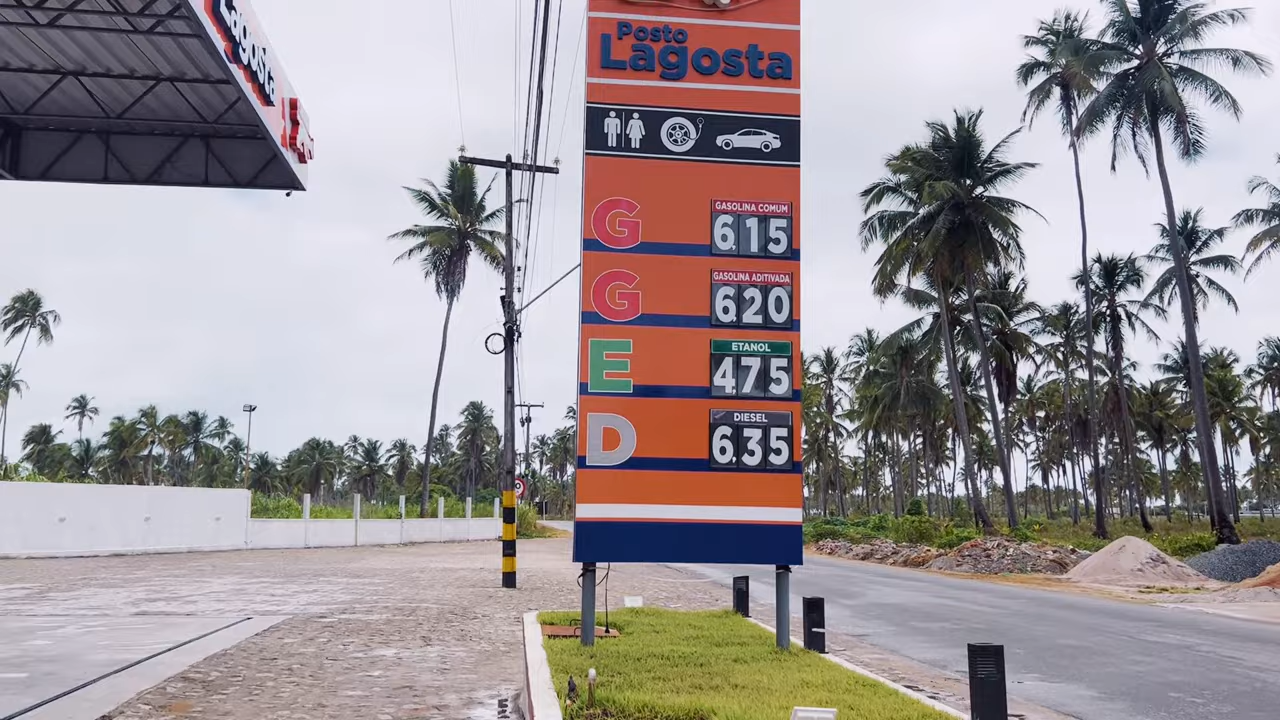 Lagosta
Posto
Lagosta
G
GASOLINA COMUM
6,15
G
GASOLINA ADITIVADA
6,20
E
ETANOL
4,75
D
DIESEL
6,35